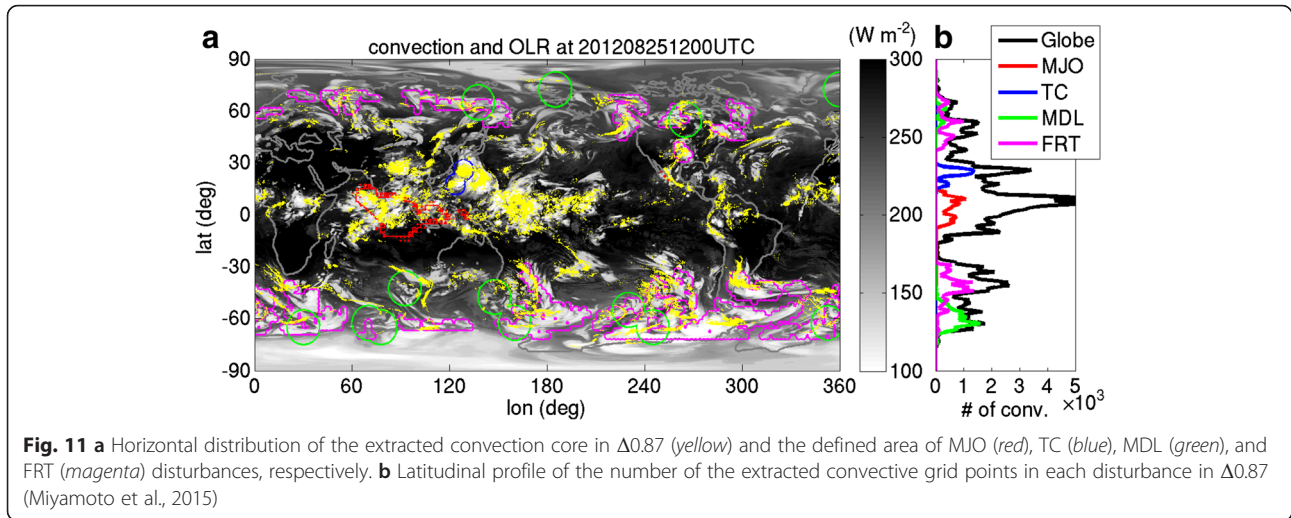 a
convection and OLR at 201208251200UTC
(W m⁻²)
b
Globe
MJO
TC
MDL
FRT
90
60
30
0
-30
-60
-90
lat (deg)
0 60 120 180 240 300 360
lon (deg)
300
250
200
150
100
0 1 2 3 4 5
# of conv. ×10³
Fig. 11 a Horizontal distribution of the extracted convection core in Δ0.87 (yellow) and the defined area of MJO (red), TC (blue), MDL (green), and
FRT (magenta) disturbances, respectively. b Latitudinal profile of the number of the extracted convective grid points in each disturbance in Δ0.87
(Miyamoto et al., 2015)